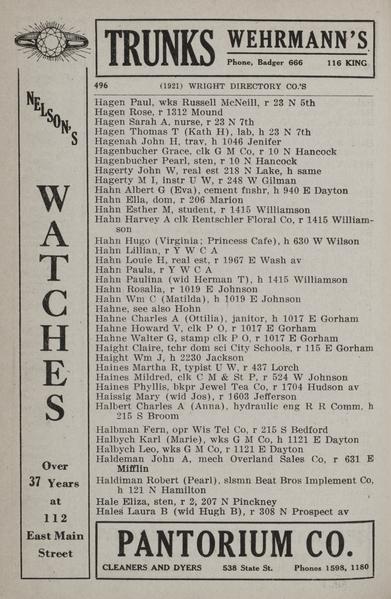 TRUNKS WEHRMANN'S
Phone, Badger 666 116 KING
496 (1921) WRIGHT DIRECTORY CO.'S
NELSON'S
WATCHES
Over
37 Years
at
112
East Main
Street
Hagen Paul, wks Russell McNeill, r 23 N 5th
Hagen Rose, r 1312 Mound
Hagen Sarah A, nurse, r 23 N 7th
Hagen Thomas T (Kath H), lab, h 23 N 7th
Hagenah John H, trav, h 1046 Jenifer
Hagenbucher Grace, clk G M Co, r 10 N Hancock
Hagenbucher Pearl, sten, r 10 N Hancock
Hagerty John W, real est 218 N Lake, h same
Hagerty M I, instr U W, r 248 W Gilman
Hahn Albert G (Eva), cement fnshr, h 940 E Dayton
Hahn Ella, dom, r 206 Marion
Hahn Esther M, student, r 1415 Williamson
Hahn Harvey A clk Rentschler Floral Co, r 1415 William-
son
Hahn Hugo (Virginia; Princess Cafe), h 630 W Wilson
Hahn Lillian, r Y W C A
Hahn Louie H, real est, r 1967 E Wash av
Hahn Paula, r Y W C A
Hahn Paulina (wid Herman T), h 1415 Williamson
Hahn Rosalia, r 1019 E Johnson
Hahn Wm C (Matilda), h 1019 E Johnson
Hahne, see also Hohn
Hahne Charles A (Ottilia), janitor, h 1017 E Gorham
Hahne Howard V, clk P O, r 1017 E Gorham
Hahne Walter G, stamp clk P O, r 1017 E Gorham
Haight Claire, tchr dom sci City Schools, r 115 E Gorham
Haight Wm J, h 2230 Jackson
Haines Martha R, typist U W, r 437 Lorch
Haines Mildred, clk C M & St P, r 524 W Johnson
Haines Phyllis, bkpr Jewel Tea Co, r 1704 Hudson av
Haissig Mary (wid Jos), r 1603 Jefferson
Halbert Charles A (Anna), hydraulic eng R R Comm, h
215 S Broom
Halbman Fern, opr Wis Tel Co, r 215 S Bedford
Halbych Karl (Marie), wks G M Co, h 1121 E Dayton
Halbych Leo, wks G M Co, r 1121 E Dayton
Haldeman John A, mech Overland Sales Co, r 631 E
Mifflin
Haldiman Robert (Pearl), slsmn Beat Bros Implement Co,
h 121 N Hamilton
Hale Eliza, sten, r 2, 207 N Pinckney
Hales Laura B (wid Hugh B), r 308 N Prospect av
PANTORIUM CO.
CLEANERS AND DYERS 538 State St. Phones 1598, 1180